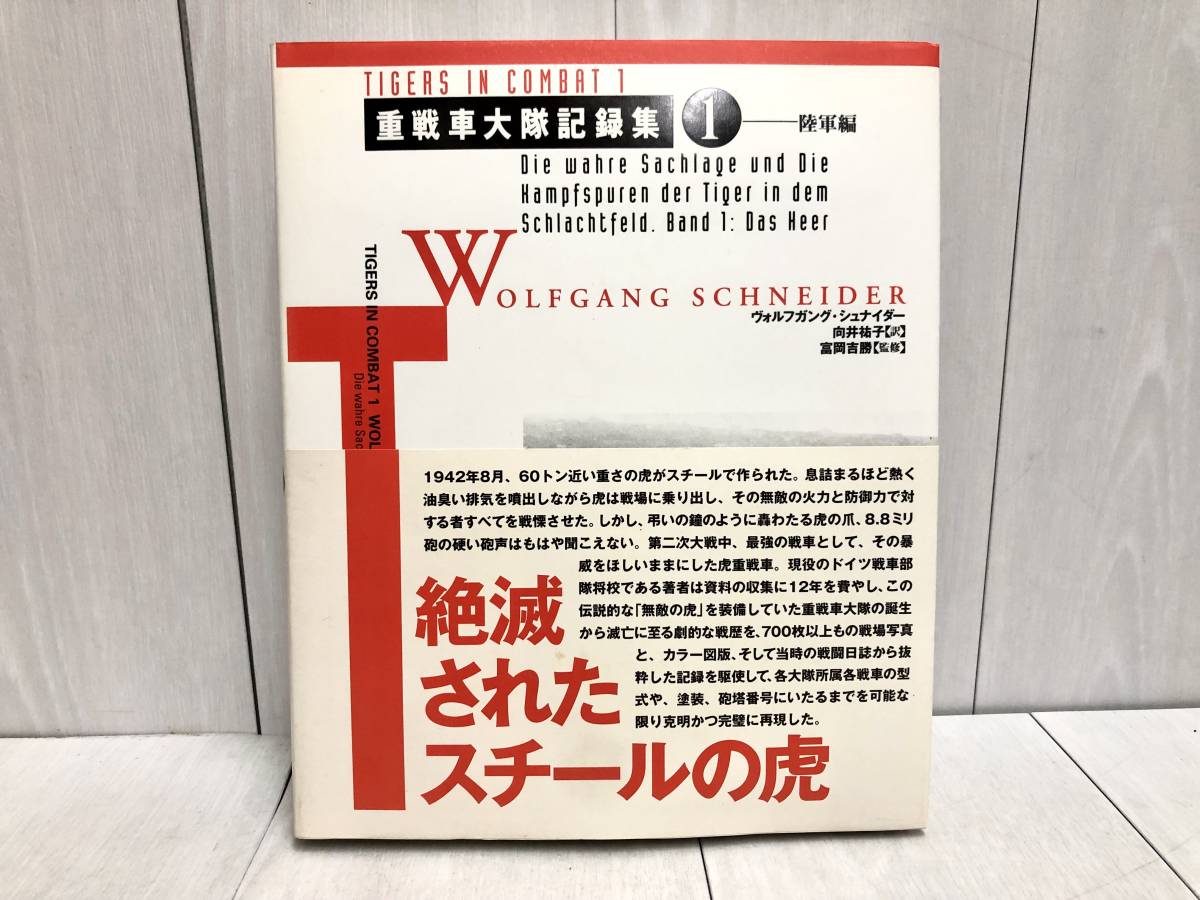 TIGERS IN COMBAT 1
重戦車大隊記録集 1 ── 陸軍編
Die wahre Sachlage und Die
Kampfspuren der Tiger in dem
Schlachtfeld. Band 1: Das Heer
WOLFGANG SCHNEIDER
ヴォルフガング・シュナイダー
向井祐子【訳】
富岡吉勝【監修】
T
TIGERS IN COMBAT 1 WOL
Die wahre Sac
1942年8月、60トン近い重さの虎がスチールで作られた。息詰まるほど熱く
油臭い排気を噴出しながら虎は戦場に乗り出し、その無敵の火力と防御力で対
する者すべてを戦慄させた。しかし、弔いの鐘のように轟わたる虎の爪、8.8ミリ
砲の硬い砲声はもはや聞こえない。第二次大戦中、最強の戦車として、その暴
威をほしいままにした虎重戦車。現役のドイツ戦車部
隊将校である著者は資料の収集に12年を費やし、この
伝説的な「無敵の虎」を装備していた重戦車大隊の誕生
から滅亡に至る劇的な戦歴を、700枚以上もの戦場写真
と、カラー図版、そして当時の戦闘日誌から抜
粋した記録を駆使して、各大隊所属各戦車の型
式や、塗装、砲塔番号にいたるまでを可能な
限り克明かつ完璧に再現した。
絶滅
された
スチールの虎